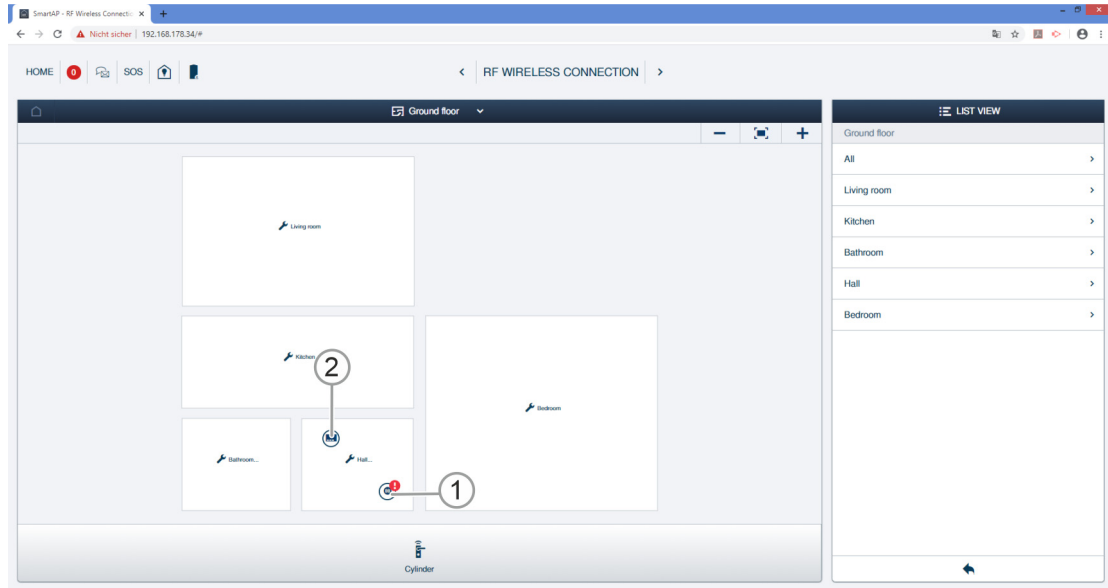 SmartAP - RF Wireless Connectio
Nicht sicher | 192.168.178.34/#
HOME 0 SOS
RF WIRELESS CONNECTION
Ground floor
LIST VIEW
Ground floor
All
Living room
Kitchen
Bathroom
Hall
Bedroom
Living room
Kitchen
2
Bedroom
Bathroom...
Hall...
1
Cylinder